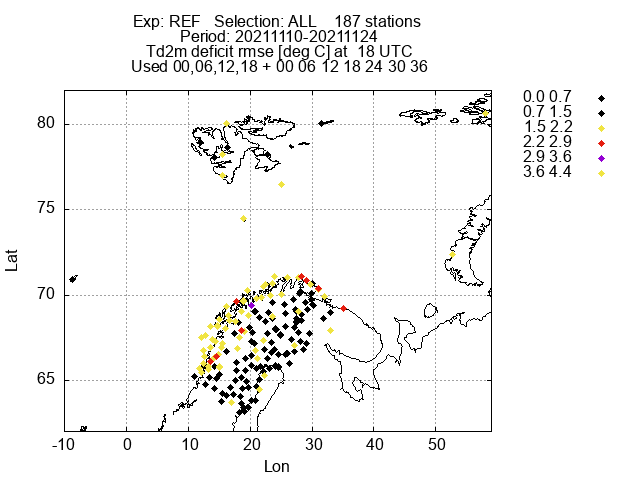 Exp: REF   Selection: ALL    187 stations
Period: 20211110-20211124
Td2m deficit rmse [deg C] at  18 UTC
Used 00,06,12,18 + 00 06 12 18 24 30 36
0.0 0.7
0.7 1.5
1.5 2.2
2.2 2.9
2.9 3.6
3.6 4.4
80
75
70
65
Lat
-10 0 10 20 30 40 50
Lon